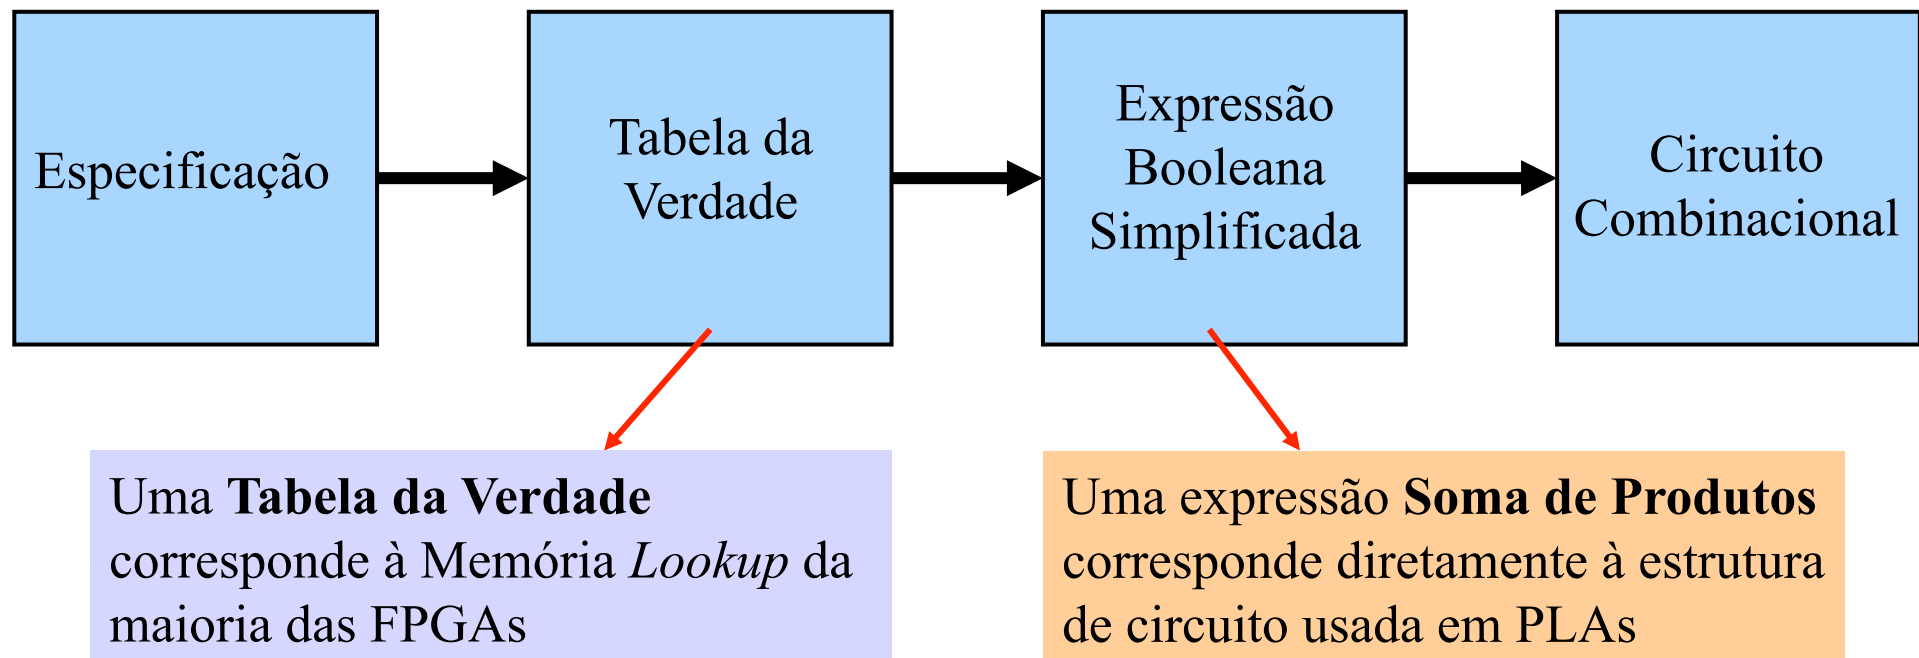 Especificação
Tabela da
Verdade
Expressão
Booleana
Simplificada
Circuito
Combinacional
Uma Tabela da Verdade
corresponde à Memória Lookup da
maioria das FPGAs
Uma expressão Soma de Produtos
corresponde diretamente à estrutura
de circuito usada em PLAs